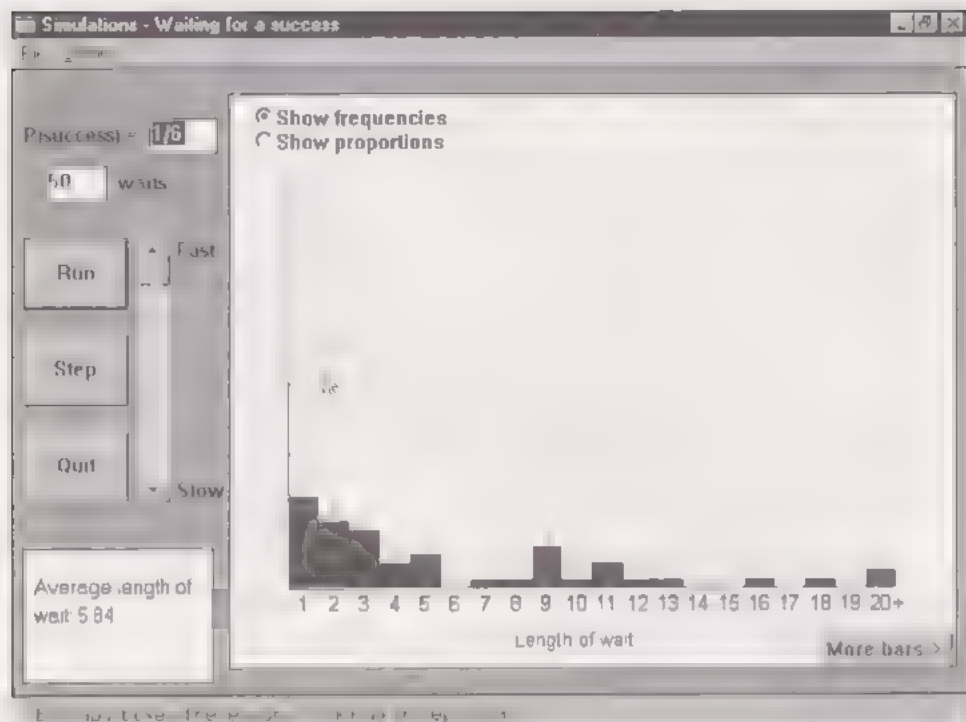 Simulations - Waiting for a success
P(success) = 1/6
50 waits
Show frequencies
Show proportions
Fast
Run
Step
Quit
Slow
Average length of
wait 5.84
1 2 3 4 5 6 7 8 9 10 11 12 13 14 15 16 17 18 19 20+
Length of wait
More bars >